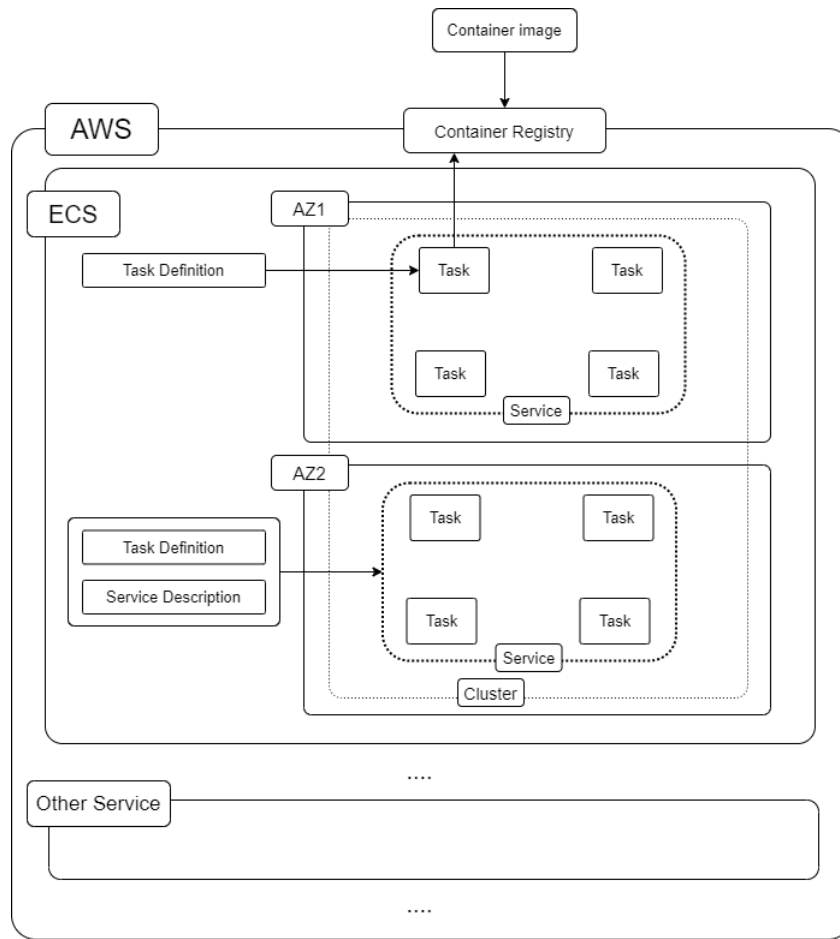 Container image
AWS
Container Registry
ECS
AZ1
Task Definition
Task
Task
Task
Task
Service
AZ2
Task
Task
Task Definition
Service Description
Task
Task
Service
Cluster
....
Other Service
....